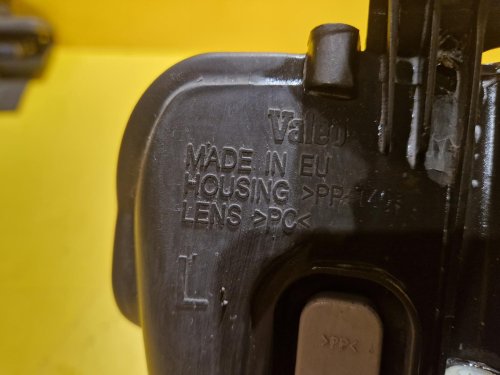 Valeo
MADE IN EU
HOUSING >PP-
LENS >PC<
L
>PP<